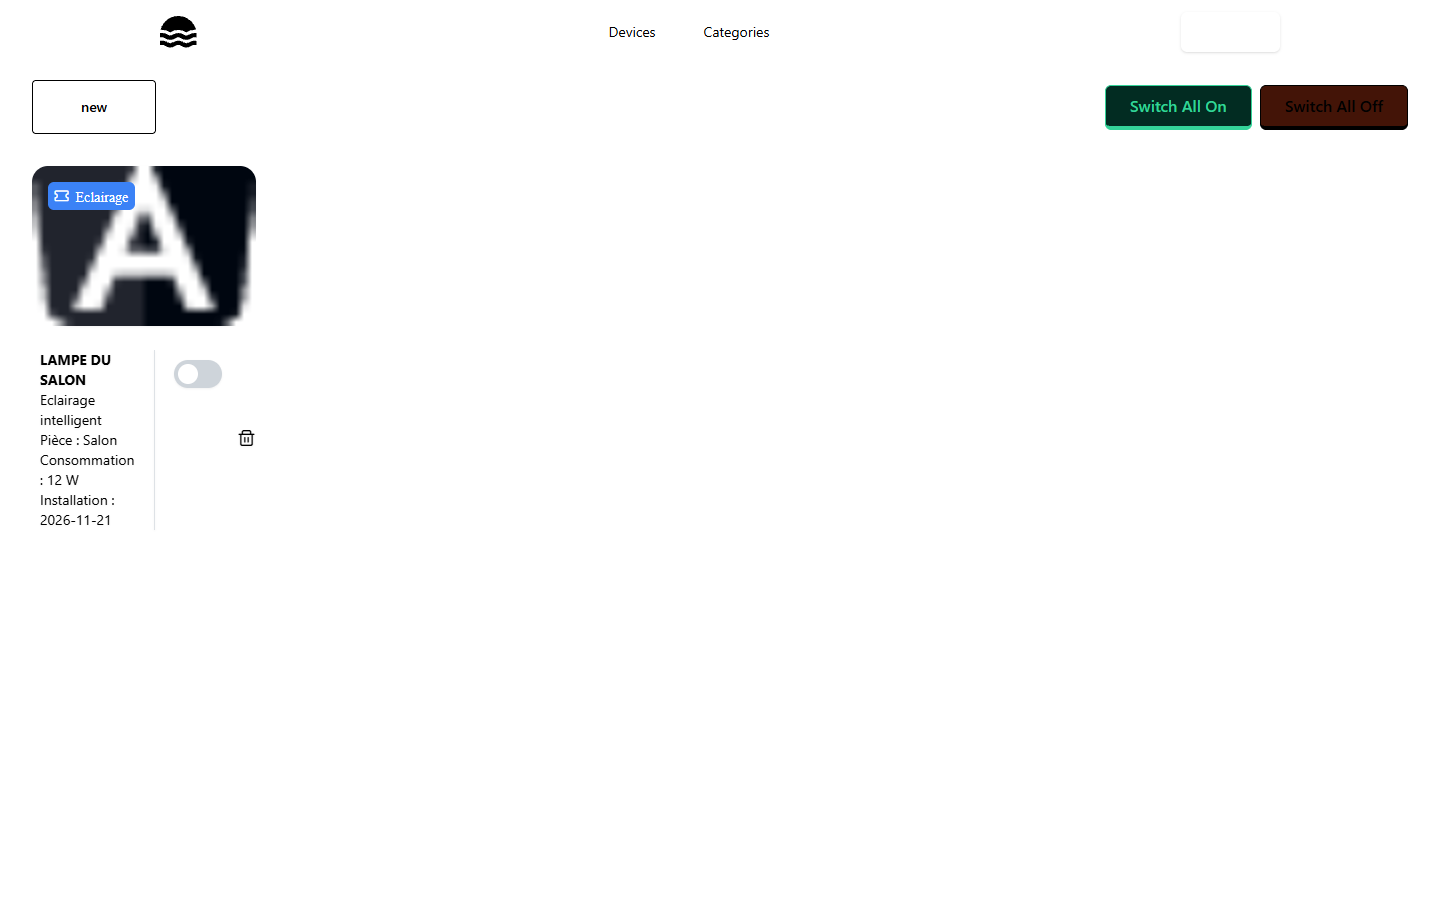 Devices
Categories
new
Switch All On
Switch All Off
Eclairage
A
LAMPE DU
SALON
Eclairage
intelligent
Pièce : Salon
Consommation
: 12 W
Installation :
2026-11-21